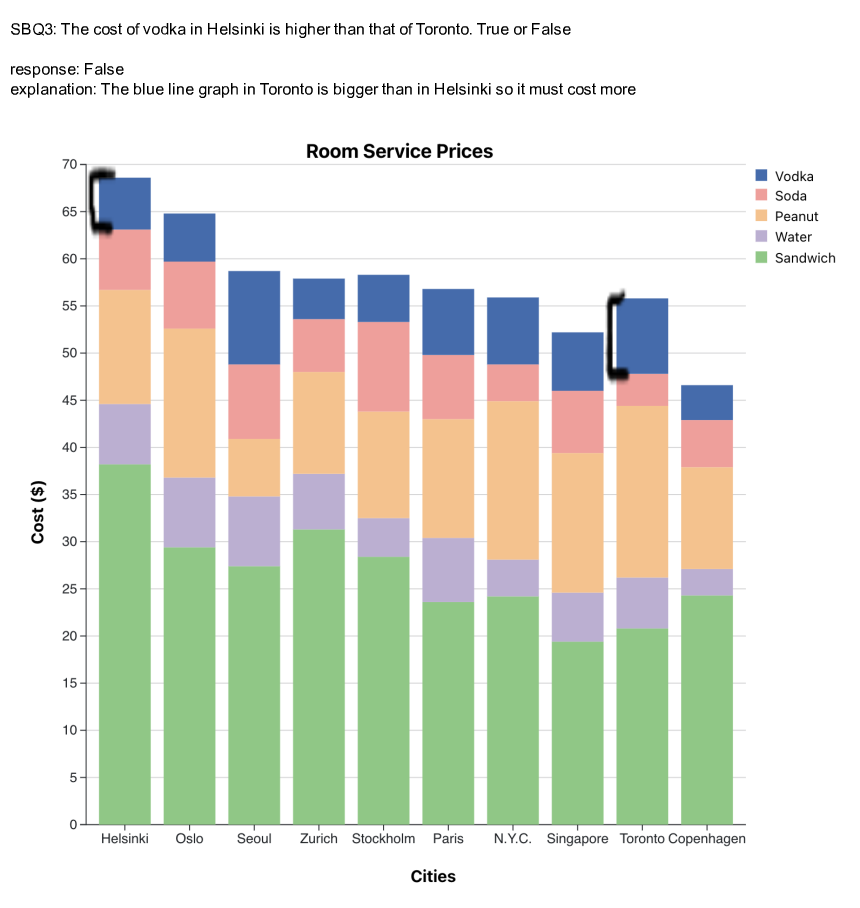 SBQ3: The cost of vodka in Helsinki is higher than that of Toronto. True or False
response: False
explanation: The blue line graph in Toronto is bigger than in Helsinki so it must cost more
Room Service Prices
70
65
60
55
50
45
40
35
30
25
20
15
10
5
0
Cost ($)
Vodka
Soda
Peanut
Water
Sandwich
Helsinki Oslo Seoul Zurich Stockholm Paris N.Y.C. Singapore Toronto Copenhagen
Cities